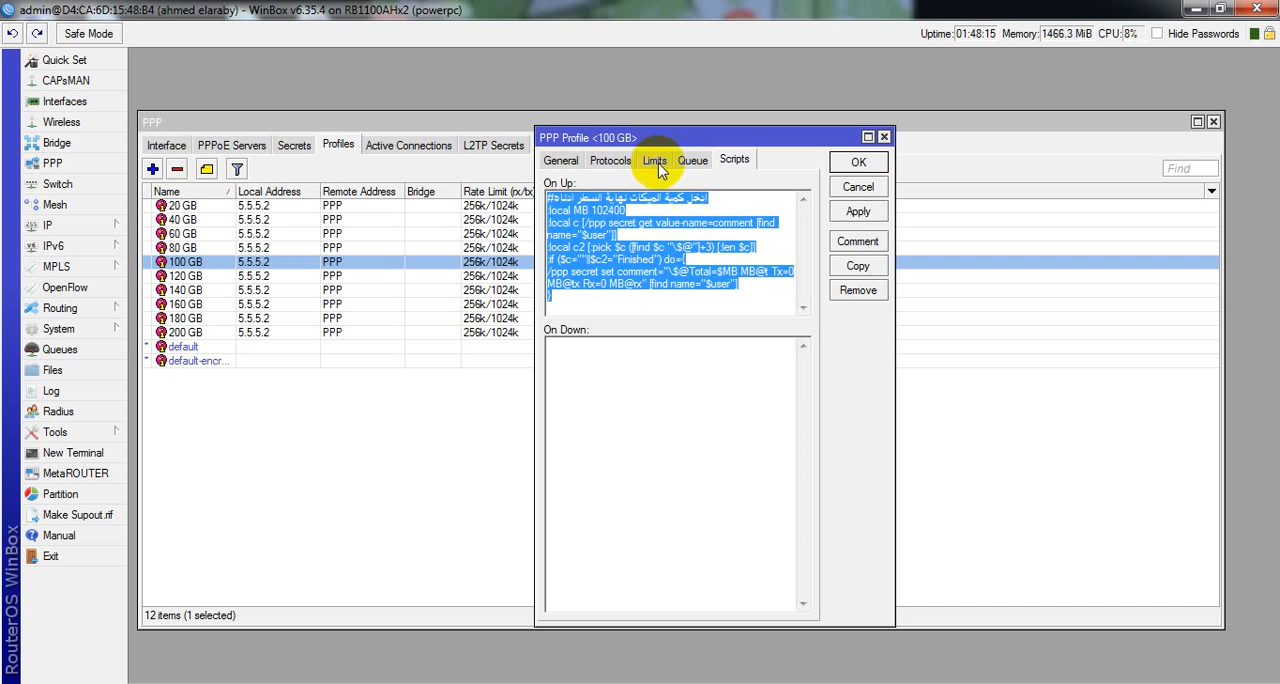 admin@D4:CA:6D:15:48:B4 (ahmed elaraby) - WinBox v6.35.4 on RB1100AHx2 (powerpc)
Safe Mode
Uptime: 01:48:15 Memory: 1466.3 MiB CPU: 8% Hide Passwords
Quick Set
CAPsMAN
Interfaces
Wireless
Bridge
PPP
Switch
Mesh
IP
IPv6
MPLS
OpenFlow
Routing
System
Queues
Files
Log
Radius
Tools
New Terminal
MetaROUTER
Partition
Make Supout.rif
Manual
Exit
RouterOS WinBox
PPP
Interface PPPoE Servers Secrets Profiles Active Connections L2TP Secrets
Find
Name Local Address Remote Address Bridge Rate Limit (rx/tx)
20 GB 5.5.5.2 PPP 256k/1024k
40 GB 5.5.5.2 PPP 256k/1024k
60 GB 5.5.5.2 PPP 256k/1024k
80 GB 5.5.5.2 PPP 256k/1024k
100 GB 5.5.5.2 PPP 256k/1024k
120 GB 5.5.5.2 PPP 256k/1024k
140 GB 5.5.5.2 PPP 256k/1024k
160 GB 5.5.5.2 PPP 256k/1024k
180 GB 5.5.5.2 PPP 256k/1024k
200 GB 5.5.5.2 PPP 256k/1024k
* default
* default-encr...
12 items (1 selected)
PPP Profile <100 GB>
General Protocols Limits Queue Scripts
On Up:
#ادخل كمية الميكات نهاية السطر ادناه
:local MB 102400
:local c [/ppp secret get value-name=comment [find
name="$user"]]
:local c2 [:pick $c ([find $c "\$@"]+3) [:len $c]]
:if ($c=""||$c2="Finished") do={
/ppp secret set comment="\$@Total=$MB MB@t Tx=0
MB@tx Rx=0 MB@rx" [find name="$user"]
}
On Down:
OK
Cancel
Apply
Comment
Copy
Remove